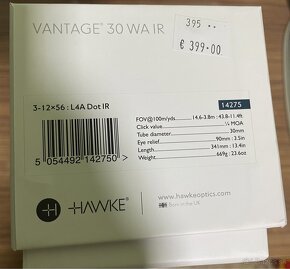 VANTAGE® 30 WA IR
395 ..
€ 399.00
3-12×56 : L4A Dot IR
14275
FOV@100m/yds 14.6-3.8m : 43.8-11.4ft
Click value ¼ MOA
Tube diameter 30mm
Eye relief 90mm : 3.5in
Length 341mm : 13.4in
Weight 669g : 23.6oz
5 054492 142750 >
HAWKE®
www.hawkeoptics.com
Born in the UK